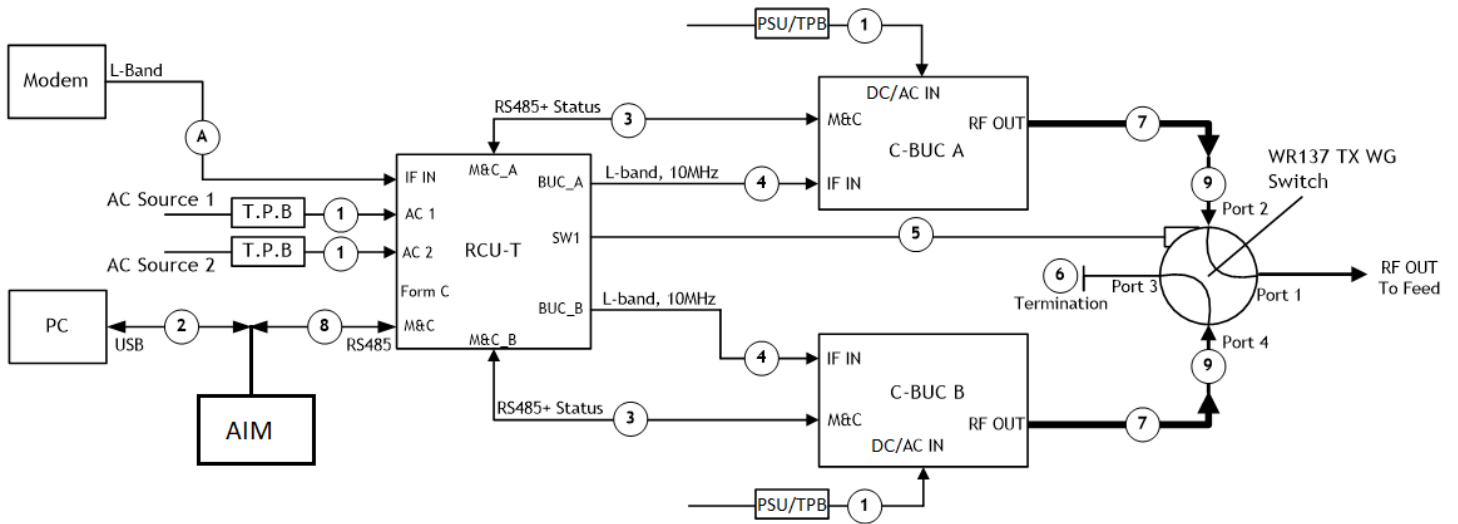 PSU/TPB
1
Modem
L-Band
A
DC/AC IN
M&C
RF OUT
C-BUC A
IF IN
7
RS485+ Status
3
WR137 TX WG
Switch
9
Port 2
IF IN
M&C_A
BUC_A
L-band, 10MHz
4
AC Source 1
T.P.B
1
AC 1
AC Source 2
T.P.B
1
AC 2
RCU-T
SW1
5
6
Termination
Port 3
Port 1
RF OUT
To Feed
Form C
BUC_B
L-band, 10MHz
PC
USB
2
8
RS485
M&C
M&C_B
Port 4
9
4
IF IN
C-BUC B
M&C
RF OUT
DC/AC IN
7
RS485+ Status
3
AIM
PSU/TPB
1